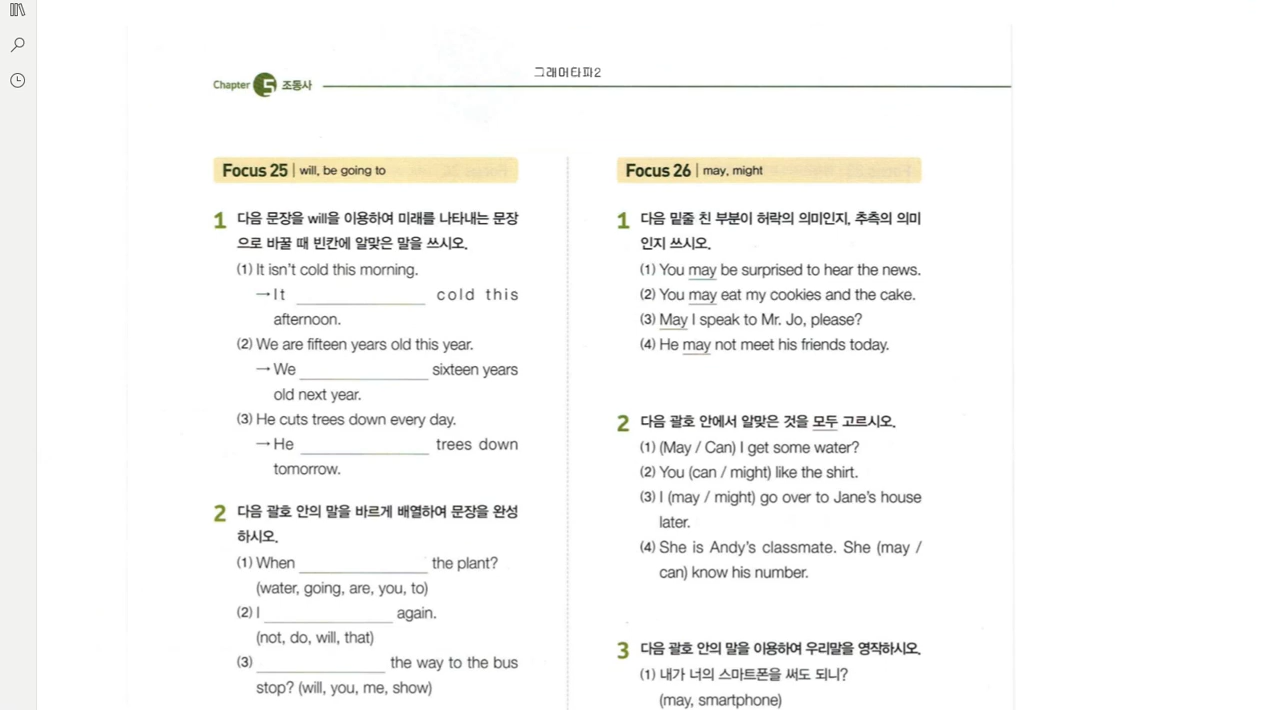 그래머타파2
Chapter 5 조동사
Focus 25 | will, be going to
1 다음 문장을 will을 이용하여 미래를 나타내는 문장
으로 바꿀 때 빈칸에 알맞은 말을 쓰시오.
(1) It isn't cold this morning.
→ It ____________ cold this
afternoon.
(2) We are fifteen years old this year.
→ We ____________ sixteen years
old next year.
(3) He cuts trees down every day.
→ He ____________ trees down
tomorrow.
2 다음 괄호 안의 말을 바르게 배열하여 문장을 완성
하시오.
(1) When ____________ the plant?
(water, going, are, you, to)
(2) I ____________ again.
(not, do, will, that)
(3) ____________ the way to the bus
stop? (will, you, me, show)
Focus 26 | may, might
1 다음 밑줄 친 부분이 허락의 의미인지, 추측의 의미
인지 쓰시오.
(1) You may be surprised to hear the news.
(2) You may eat my cookies and the cake.
(3) May I speak to Mr. Jo, please?
(4) He may not meet his friends today.
2 다음 괄호 안에서 알맞은 것을 모두 고르시오.
(1) (May / Can) I get some water?
(2) You (can / might) like the shirt.
(3) I (may / might) go over to Jane's house
later.
(4) She is Andy's classmate. She (may /
can) know his number.
3 다음 괄호 안의 말을 이용하여 우리말을 영작하시오.
(1) 내가 너의 스마트폰을 써도 되니?
(may, smartphone)